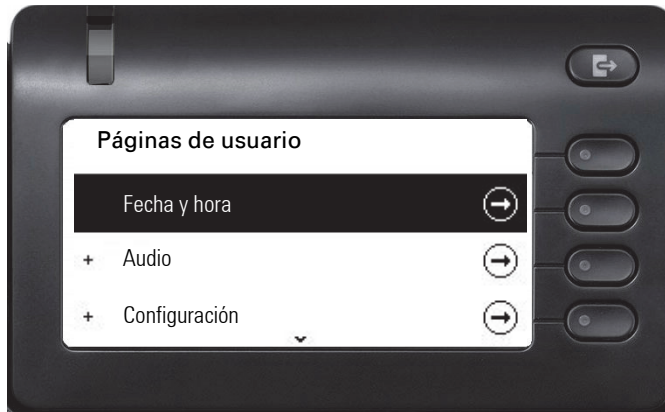 Páginas de usuario
Fecha y hora
+ Audio
+ Configuración